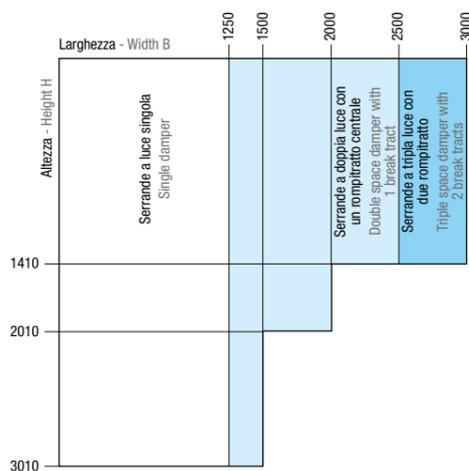 Larghezza - Width B
1250
1500
2000
2500
3000
Altezza - Height H
Serrande a luce singola
Single damper
Serrande a doppia luce con
un rompitratto centrale
Double space damper with
1 break tract
Serrande a tripla luce con
due rompitratto
Triple space damper with
2 break tracts
1410
2010
3010